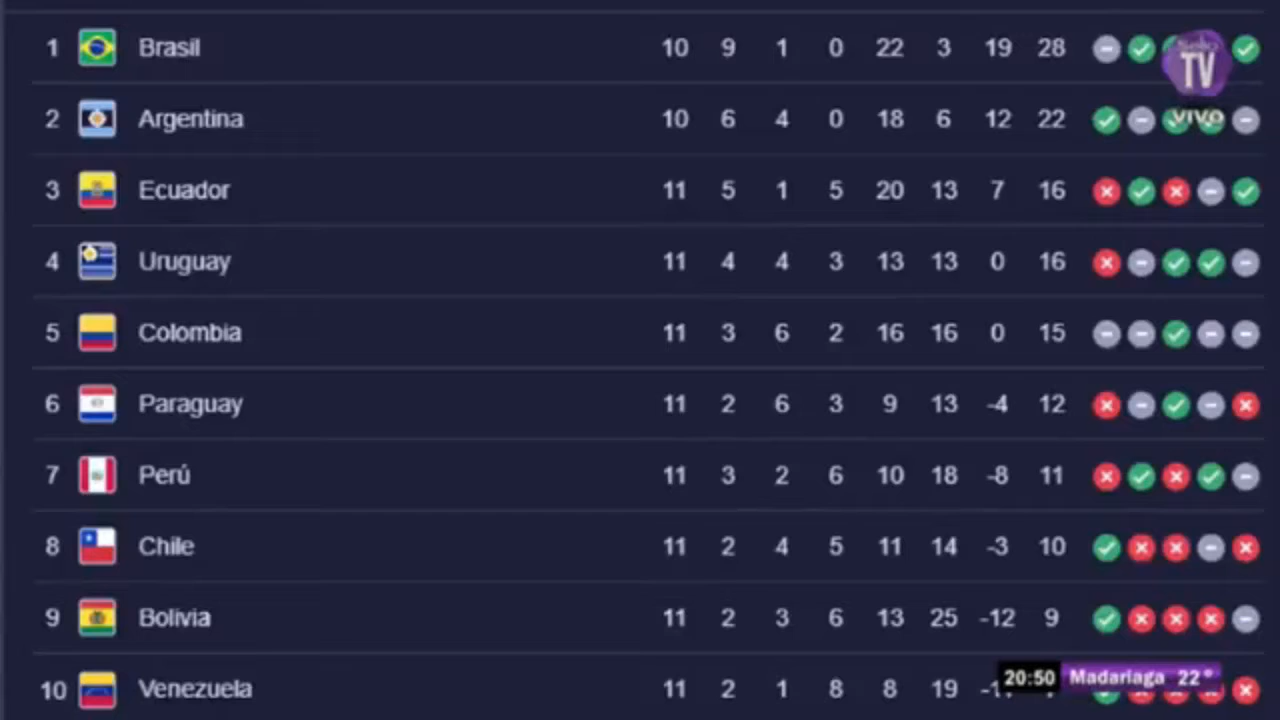 1 Brasil 10 9 1 0 22 3 19 28
TV
2 Argentina 10 6 4 0 18 6 12 22
VIVO
3 Ecuador 11 5 1 5 20 13 7 16
4 Uruguay 11 4 4 3 13 13 0 16
5 Colombia 11 3 6 2 16 16 0 15
6 Paraguay 11 2 6 3 9 13 -4 12
7 Perú 11 3 2 6 10 18 -8 11
8 Chile 11 2 4 5 11 14 -3 10
9 Bolivia 11 2 3 6 13 25 -12 9
10 Venezuela 11 2 1 8 8 19
20:50 Madariaga 22°